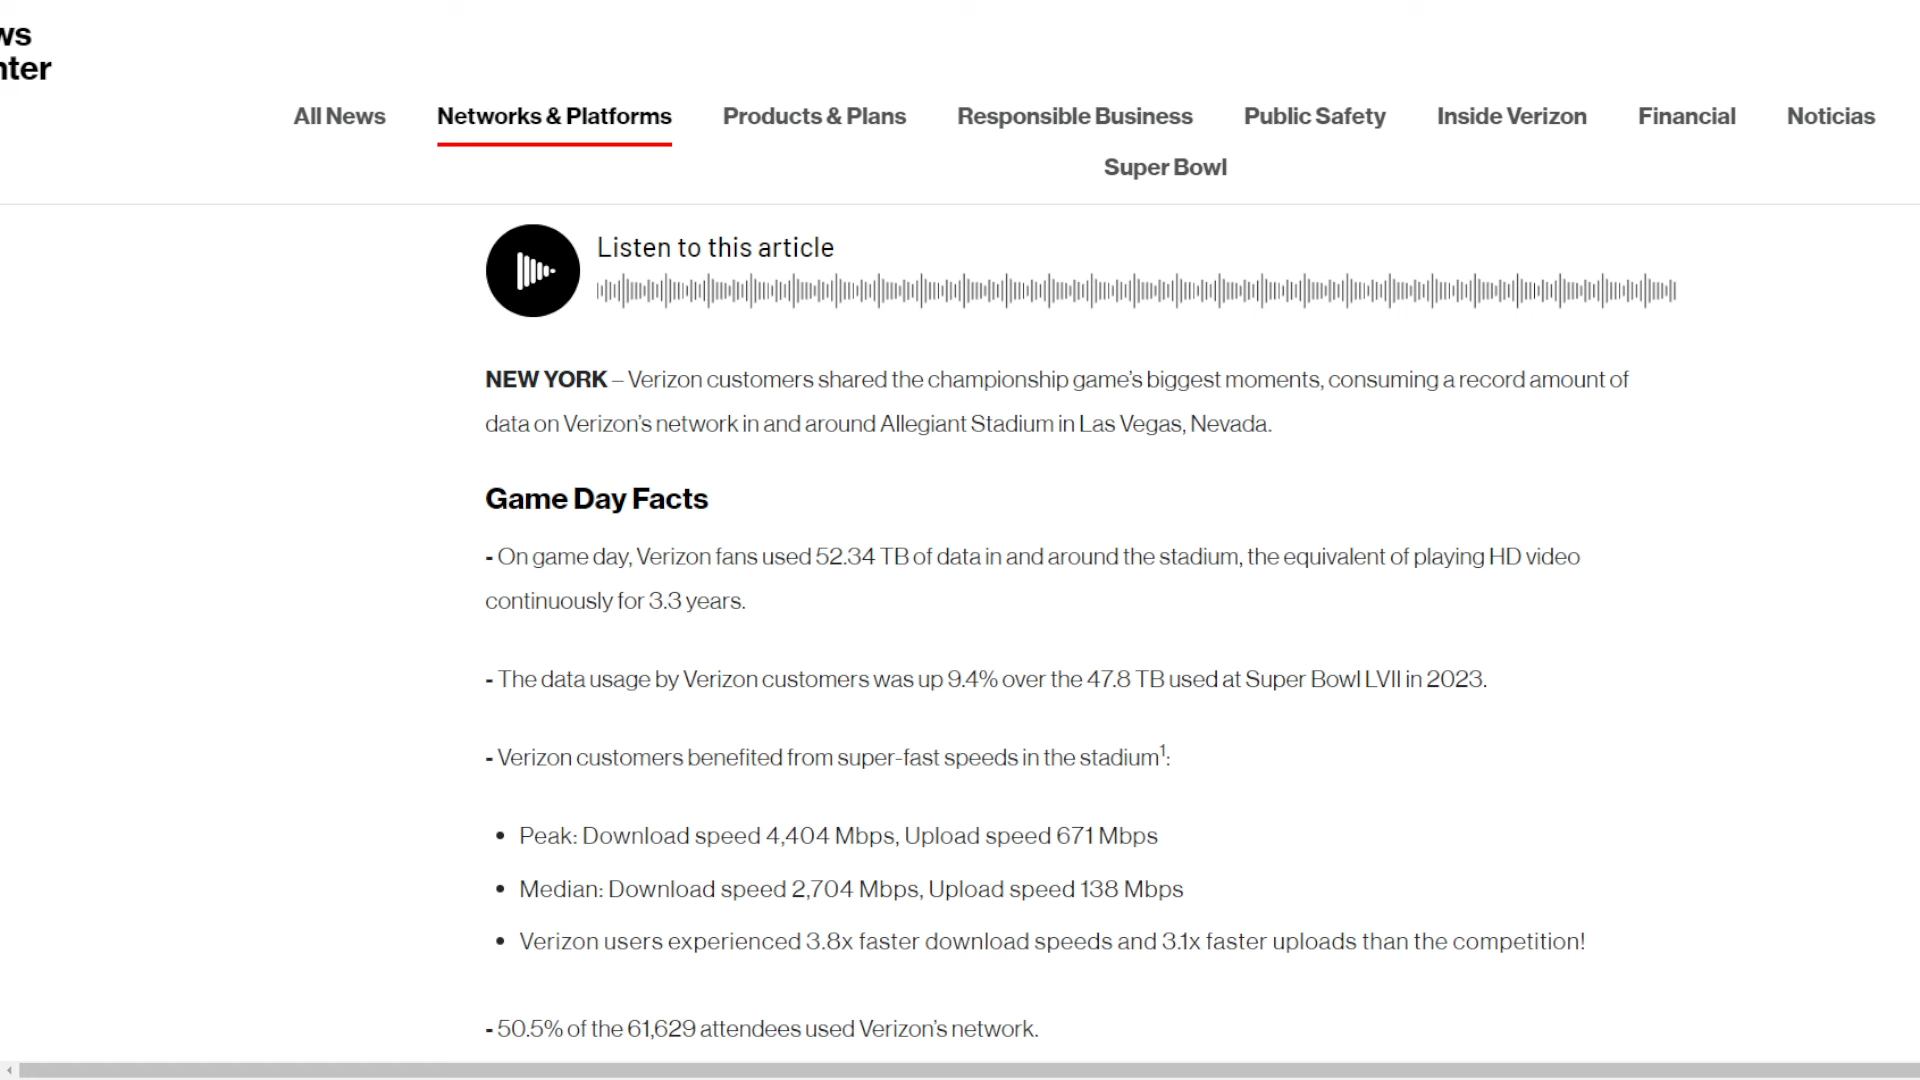 ws
nter
All News Networks & Platforms Products & Plans Responsible Business Public Safety Inside Verizon Financial Noticias
Super Bowl
Listen to this article
NEW YORK – Verizon customers shared the championship game’s biggest moments, consuming a record amount of
data on Verizon’s network in and around Allegiant Stadium in Las Vegas, Nevada.
Game Day Facts
- On game day, Verizon fans used 52.34 TB of data in and around the stadium, the equivalent of playing HD video
continuously for 3.3 years.
- The data usage by Verizon customers was up 9.4% over the 47.8 TB used at Super Bowl LVII in 2023.
- Verizon customers benefited from super-fast speeds in the stadium¹:
• Peak: Download speed 4,404 Mbps, Upload speed 671 Mbps
• Median: Download speed 2,704 Mbps, Upload speed 138 Mbps
• Verizon users experienced 3.8x faster download speeds and 3.1x faster uploads than the competition!
- 50.5% of the 61,629 attendees used Verizon’s network.